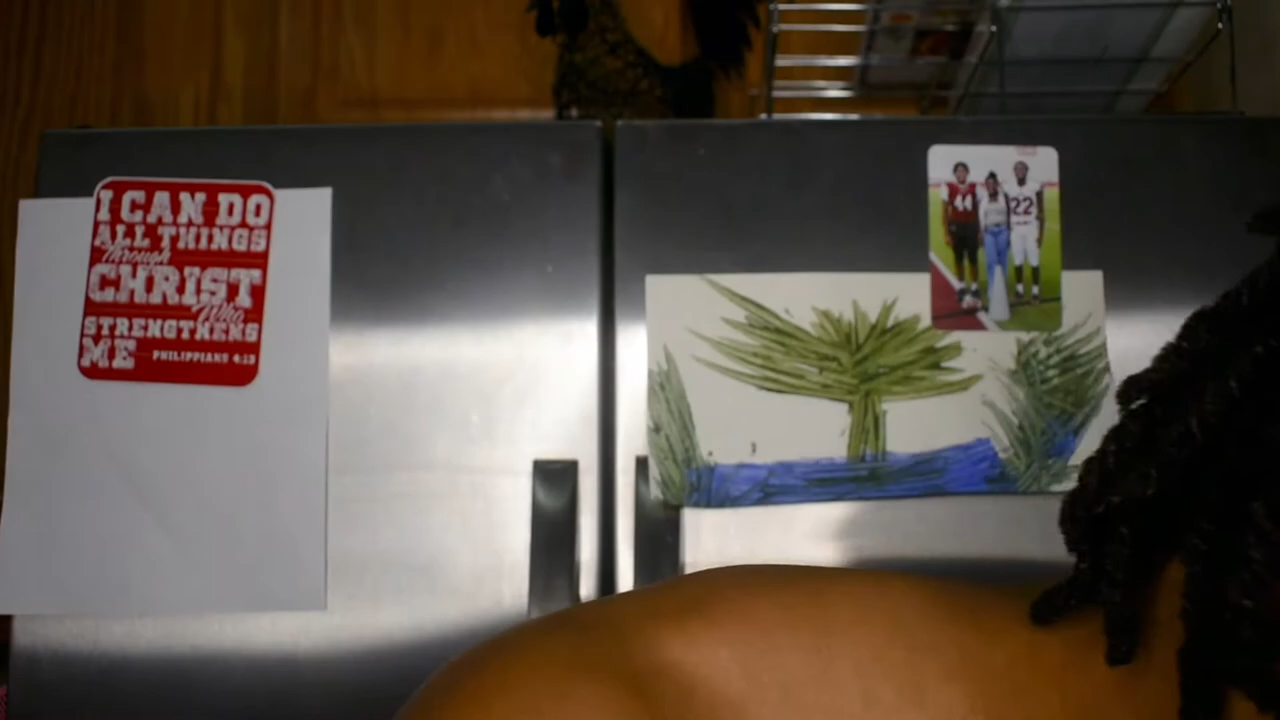 I CAN DO
ALL THINGS
Through
CHRIST
Who
STRENGTHENS
ME PHILIPPIANS 4:13
44
22